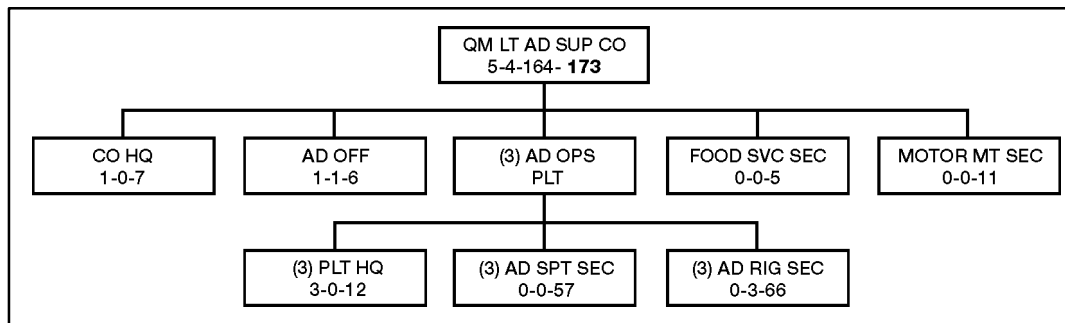 QM LT AD SUP CO
5-4-164- 173
CO HQ
1-0-7
AD OFF
1-1-6
(3) AD OPS
PLT
FOOD SVC SEC
0-0-5
MOTOR MT SEC
0-0-11
(3) PLT HQ
3-0-12
(3) AD SPT SEC
0-0-57
(3) AD RIG SEC
0-3-66